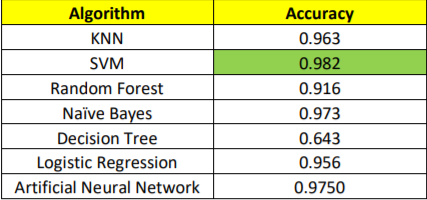 Algorithm Accuracy
KNN 0.963
SVM 0.982
Random Forest 0.916
Naïve Bayes 0.973
Decision Tree 0.643
Logistic Regression 0.956
Artificial Neural Network 0.9750